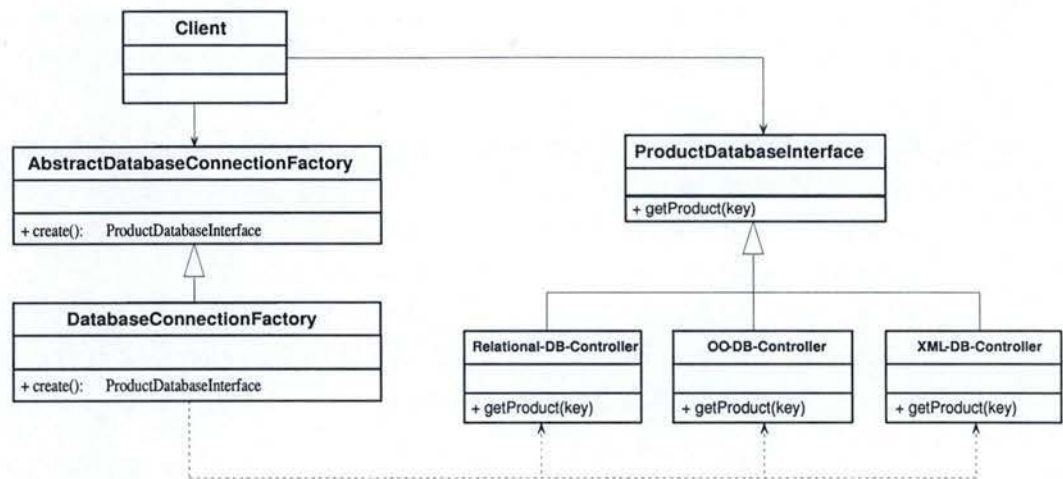 Client
AbstractDatabaseConnectionFactory
+ create(): ProductDatabaseInterface
ProductDatabaseInterface
+ getProduct(key)
DatabaseConnectionFactory
+ create(): ProductDatabaseInterface
Relational-DB-Controller
+ getProduct(key)
OO-DB-Controller
+ getProduct(key)
XML-DB-Controller
+ getProduct(key)